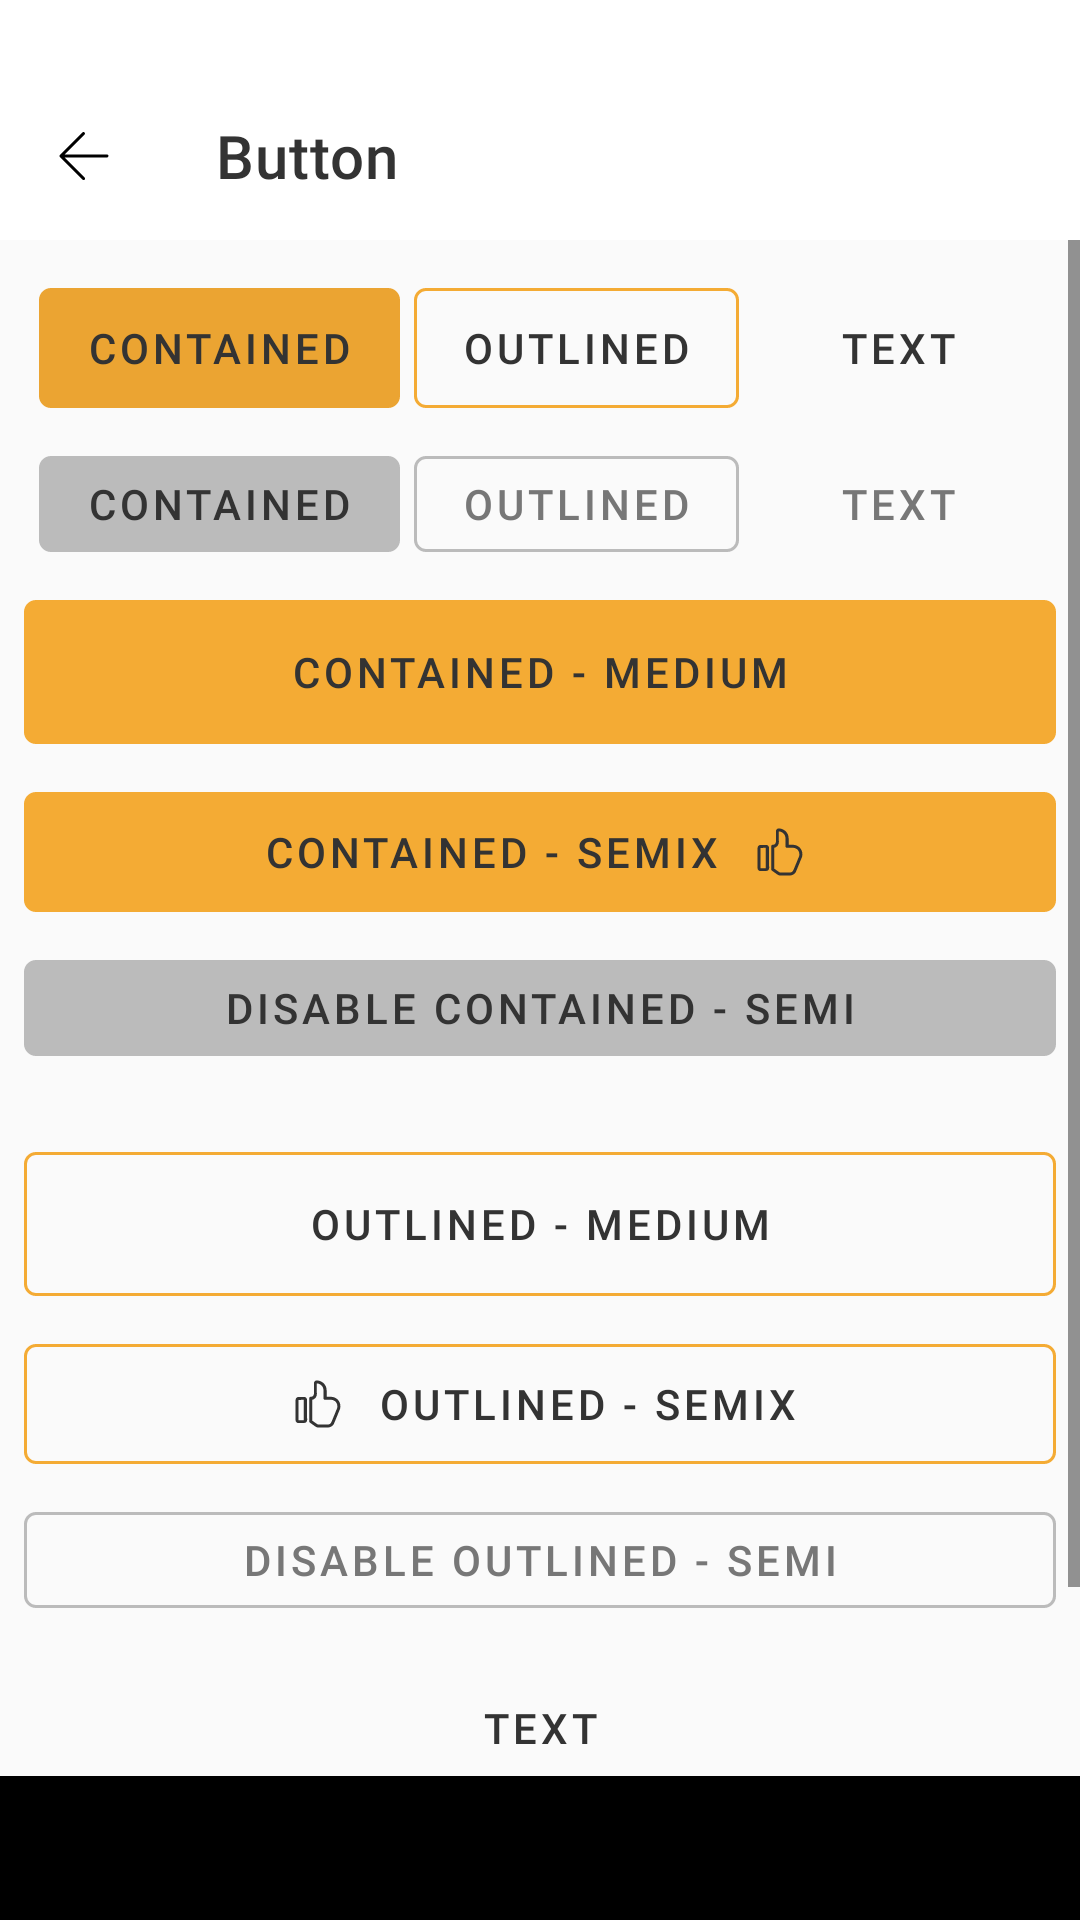 Button
CONTAINED OUTLINED TEXT
CONTAINED OUTLINED TEXT
CONTAINED - MEDIUM
CONTAINED - SEMIX
DISABLE CONTAINED - SEMI
OUTLINED - MEDIUM
OUTLINED - SEMIX
DISABLE OUTLINED - SEMI
TEXT